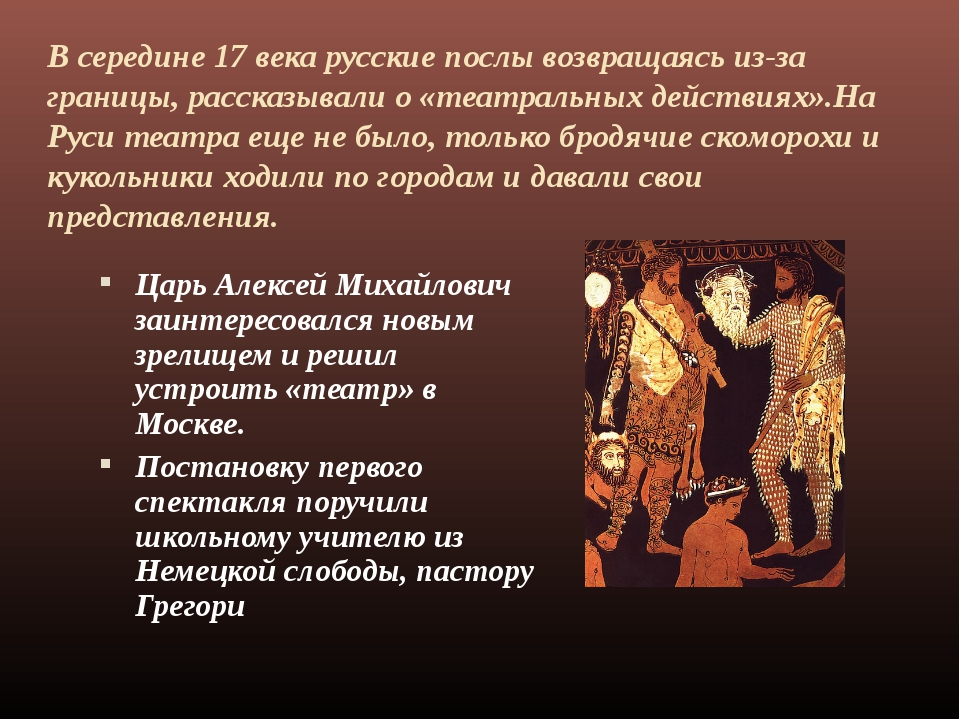 В середине 17 века русские послы возвращаясь из-за
границы, рассказывали о «театральных действиях».На
Руси театра еще не было, только бродячие скоморохи и
кукольники ходили по городам и давали свои
представления.
Царь Алексей Михайлович
заинтересовался новым
зрелищем и решил
устроить «театр» в
Москве.
Постановку первого
спектакля поручили
школьному учителю из
Немецкой слободы, пастору
Грегори